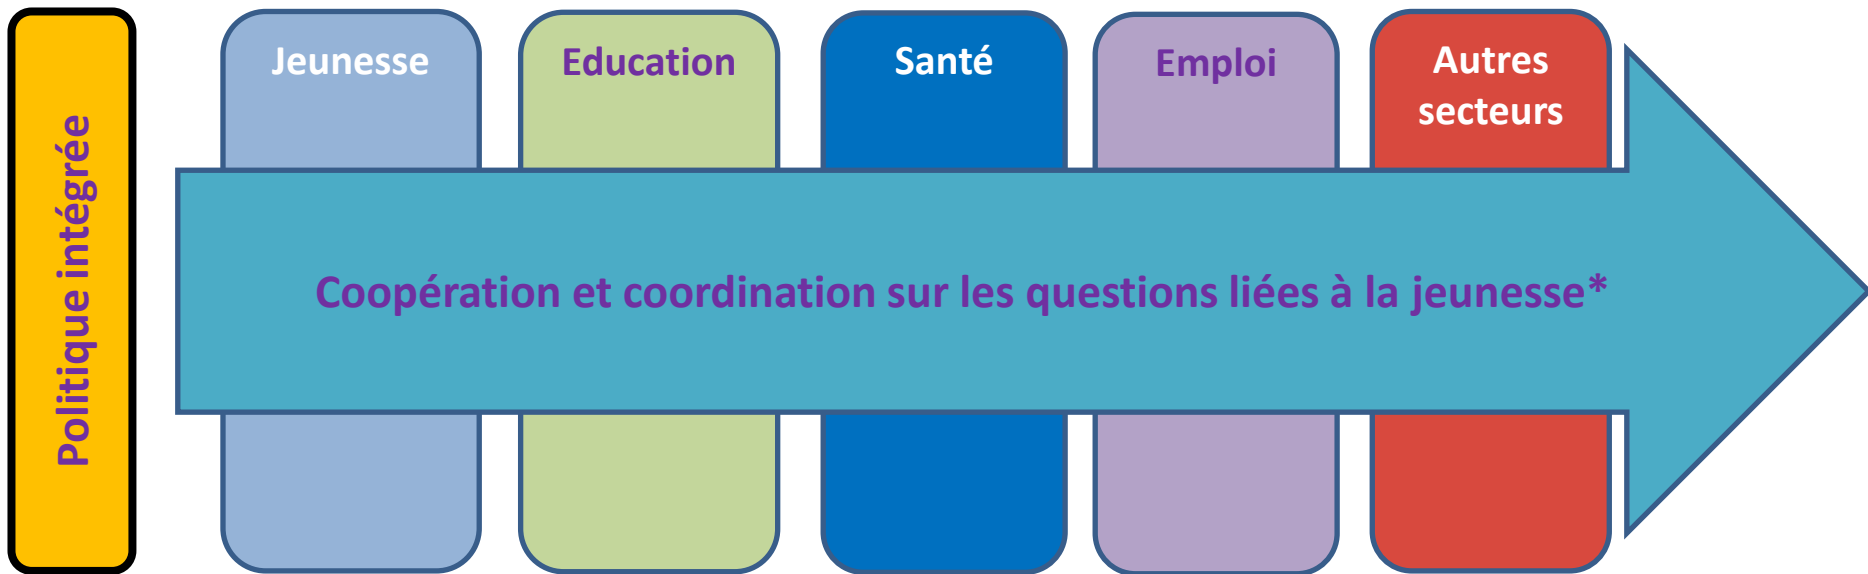 Politique intégrée
Jeunesse
Education
Santé
Emploi
Autres
secteurs
Coopération et coordination sur les questions liées à la jeunesse*